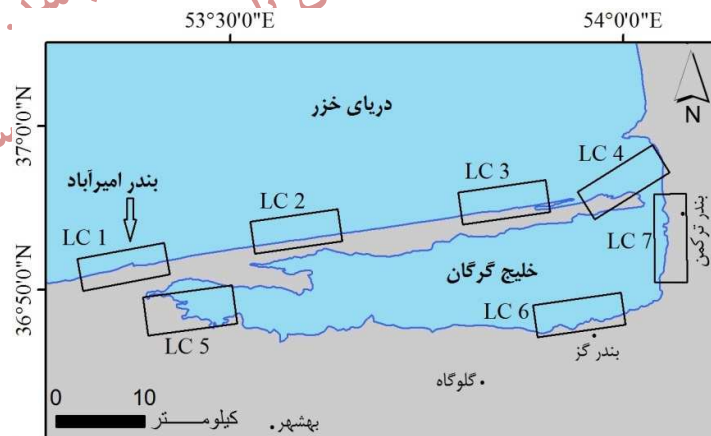 53°30'0"E
54°0'0"E
37°0'0"N
36°50'0"N
N
دریای خزر
بندر امیرآباد
LC 1
LC 2
LC 3
LC 4
LC 5
LC 6
LC 7
خلیج گرگان
بندر ترکمن
بندر گز
گلوگاه
بهشهر
0 10
کیلومتر